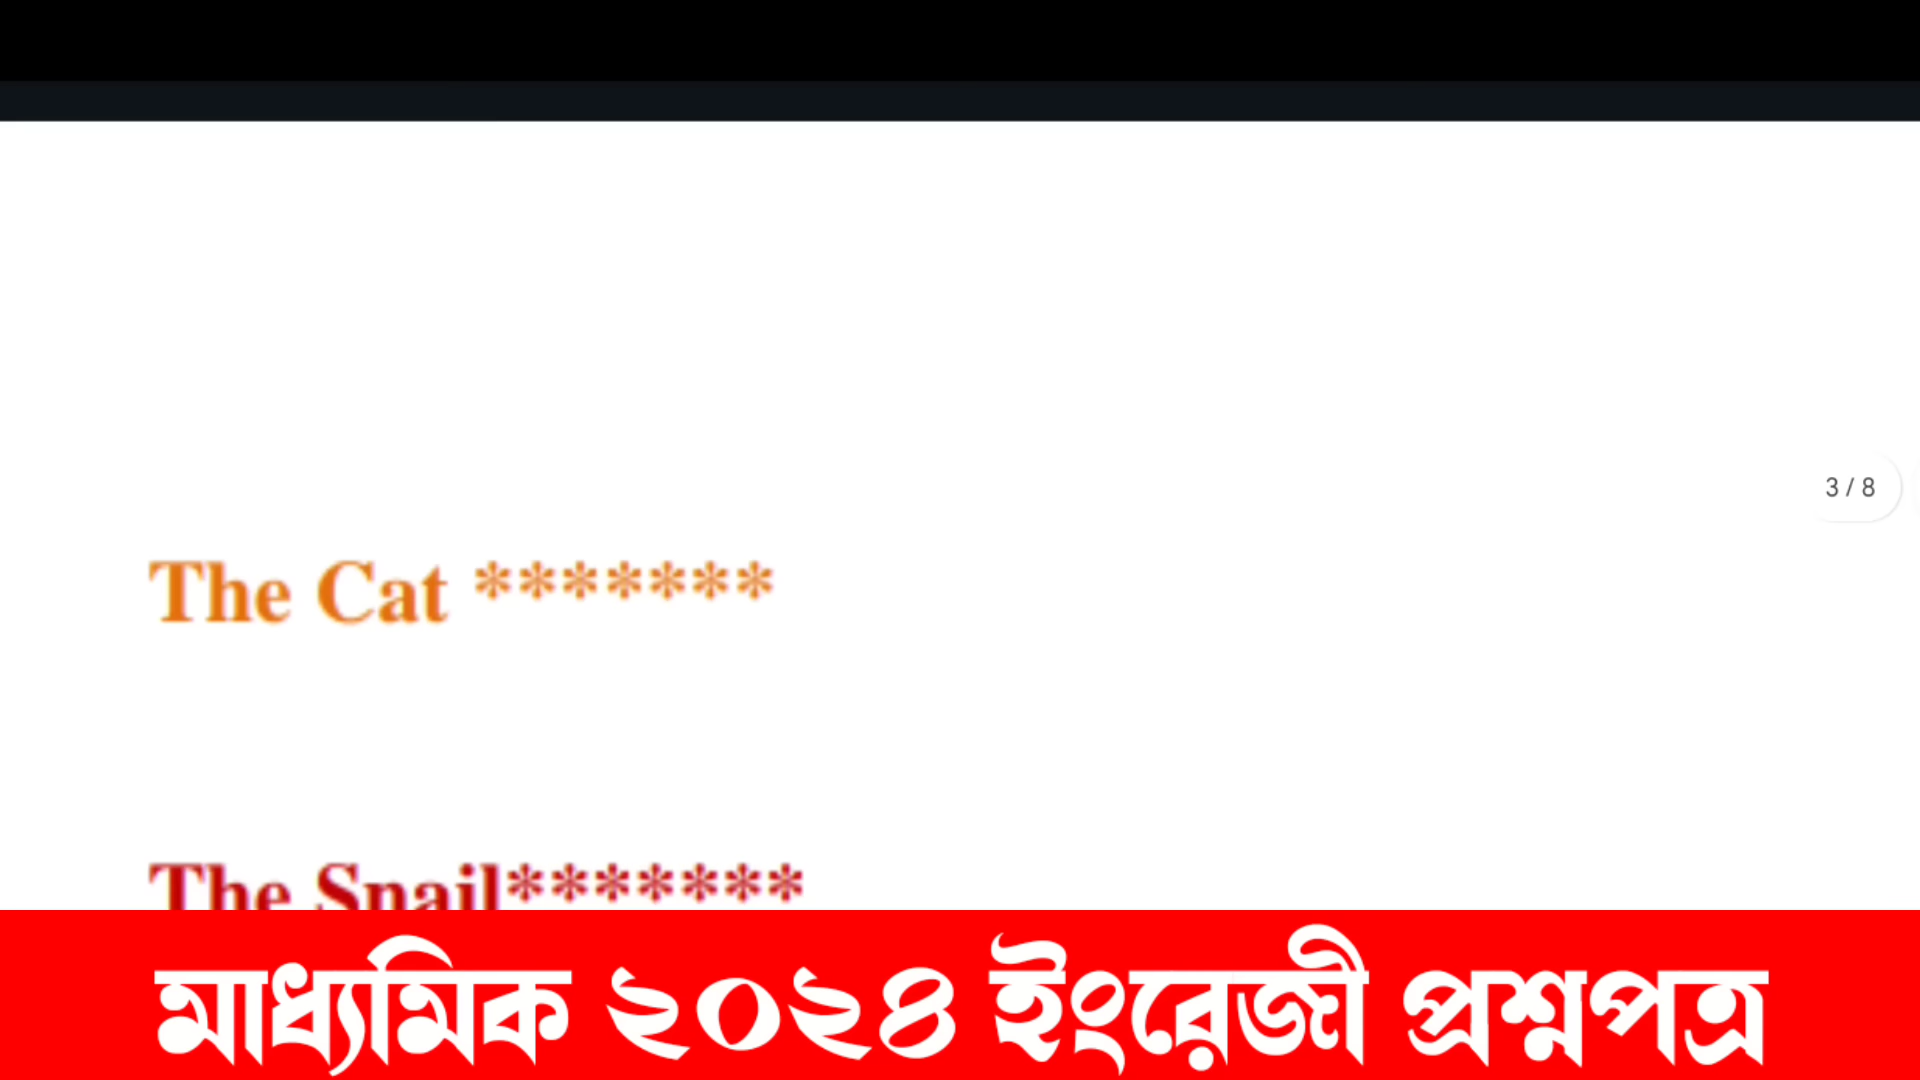 3 / 8
The Cat *******
The Snail*******
মাধ্যমিক ২০২৪ ইংরেজী প্রশ্নপত্র